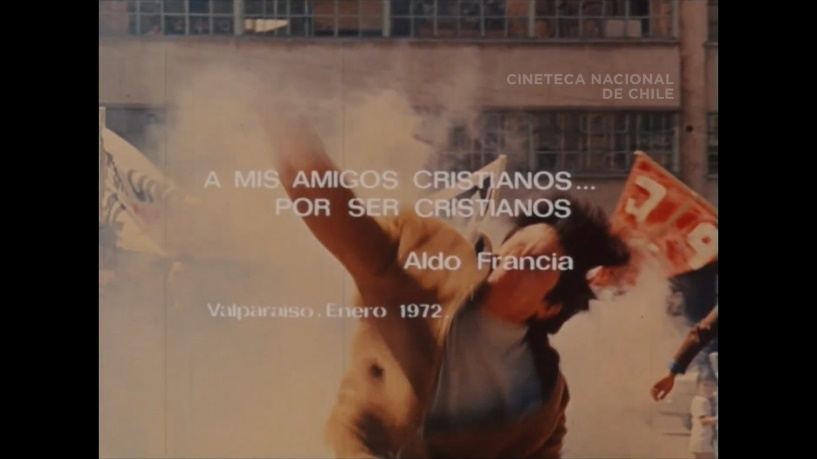 CINETECA NACIONAL
DE CHILE
A MIS AMIGOS CRISTIANOS...
POR SER CRISTIANOS
Aldo Francia
Valparaiso. Enero 1972.